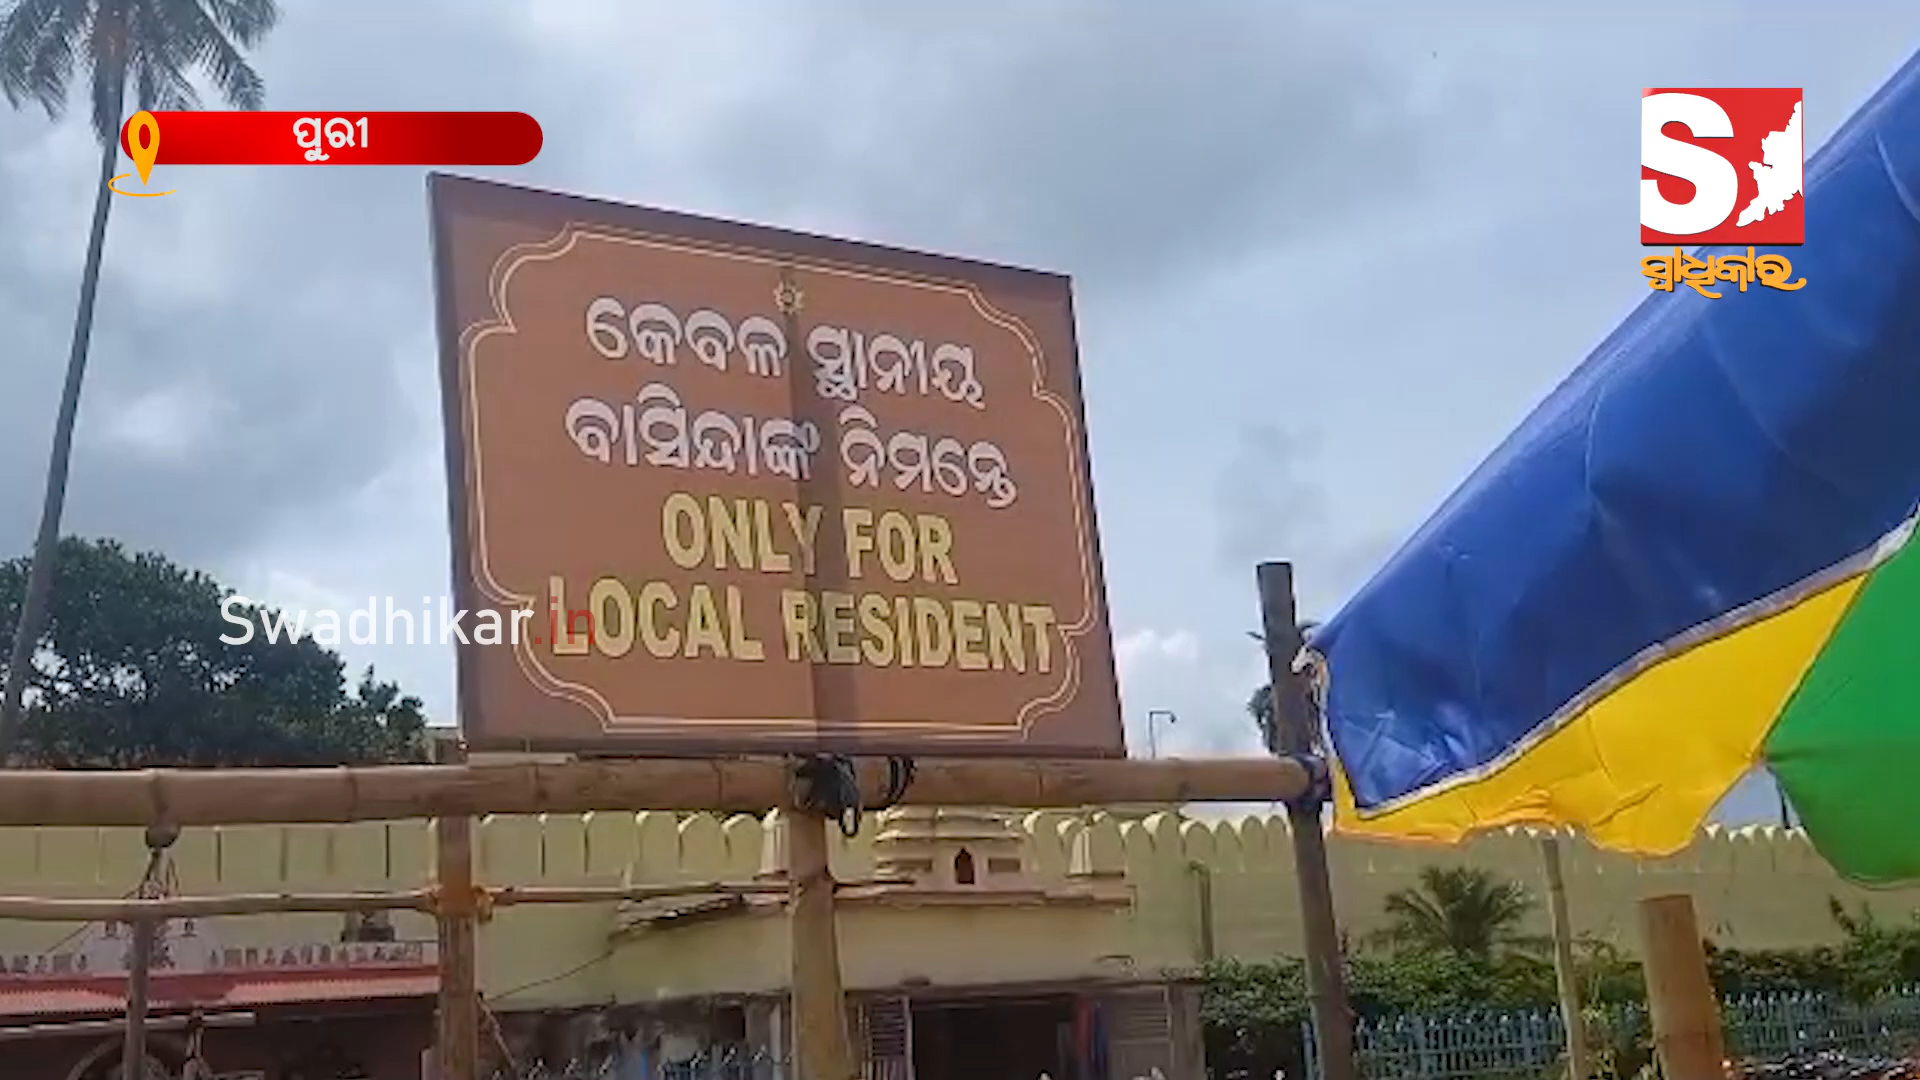 ପୁରୀ
S
ସ୍ୱାଧିକାର
କେବଳ ସ୍ଥାନୀୟ
ବାସିନ୍ଦାଙ୍କ ନିମନ୍ତେ
ONLY FOR
LOCAL RESIDENT
Swadhikar.in